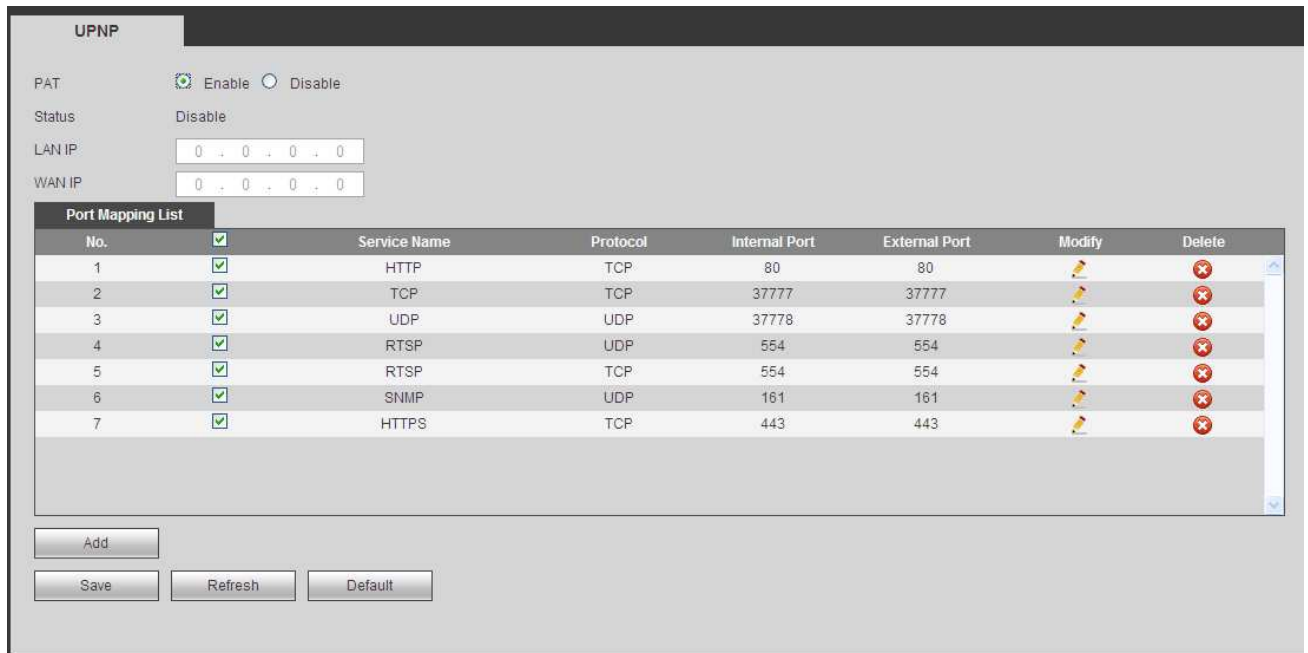 UPNP
PAT Enable Disable
Status Disable
LAN IP 0 . 0 . 0 . 0
WAN IP 0 . 0 . 0 . 0
Port Mapping List
No. Service Name Protocol Internal Port External Port Modify Delete
1 HTTP TCP 80 80
2 TCP TCP 37777 37777
3 UDP UDP 37778 37778
4 RTSP UDP 554 554
5 RTSP TCP 554 554
6 SNMP UDP 161 161
7 HTTPS TCP 443 443
Add
Save Refresh Default